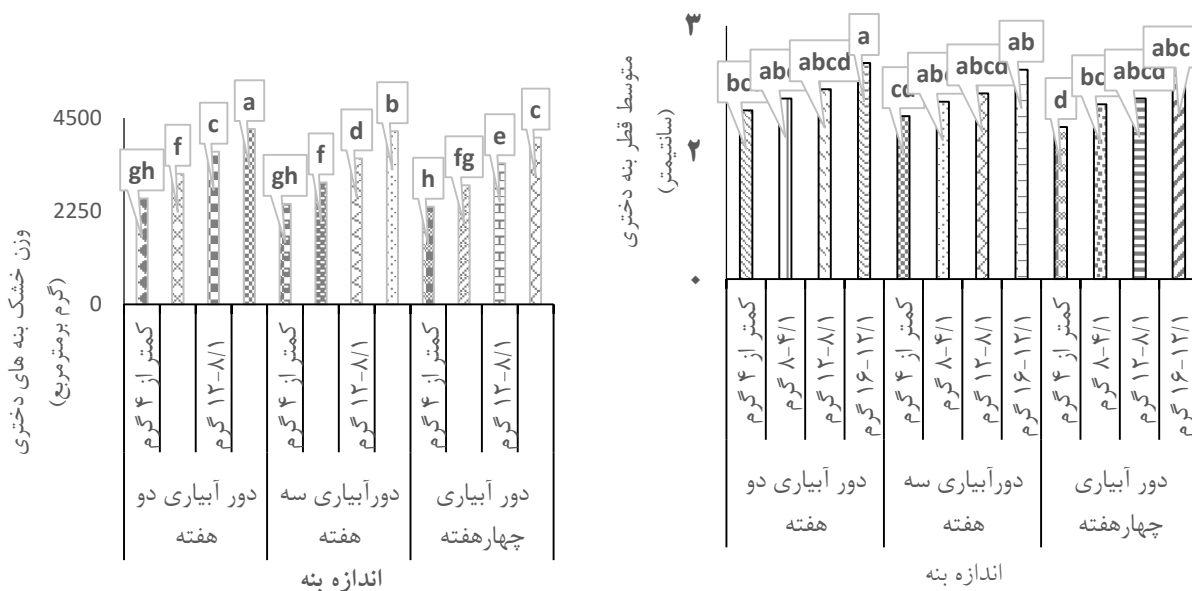 وزن خشک بنه های دختری
(گرم برمترمربع)
4500
2250
0
gh
f
c
a
gh
f
d
b
h
fg
e
c
کمتر از ۴ گرم
۱۲-۸/۱ گرم
کمتر از ۴ گرم
۱۲-۸/۱ گرم
کمتر از ۴ گرم
۱۲-۸/۱ گرم
دور آبیاری دو
هفته
دورآبیاری سه
هفته
دور آبیاری
چهارهفته
اندازه بنه
متوسط قطر بنه دختری
(سانتیمتر)
۳
۲
۰
abcd
a
abcd
ab
d
abcd
abc
کمتر از ۴ گرم
۸-۴/۱ گرم
۱۲-۸/۱ گرم
۱۶-۱۲/۱ گرم
کمتر از ۴ گرم
۸-۴/۱ گرم
۱۲-۸/۱ گرم
۱۶-۱۲/۱ گرم
کمتر از ۴ گرم
۸-۴/۱ گرم
۱۲-۸/۱ گرم
۱۶-۱۲/۱ گرم
دور آبیاری دو
هفته
دورآبیاری سه
هفته
دور آبیاری
چهارهفته
اندازه بنه